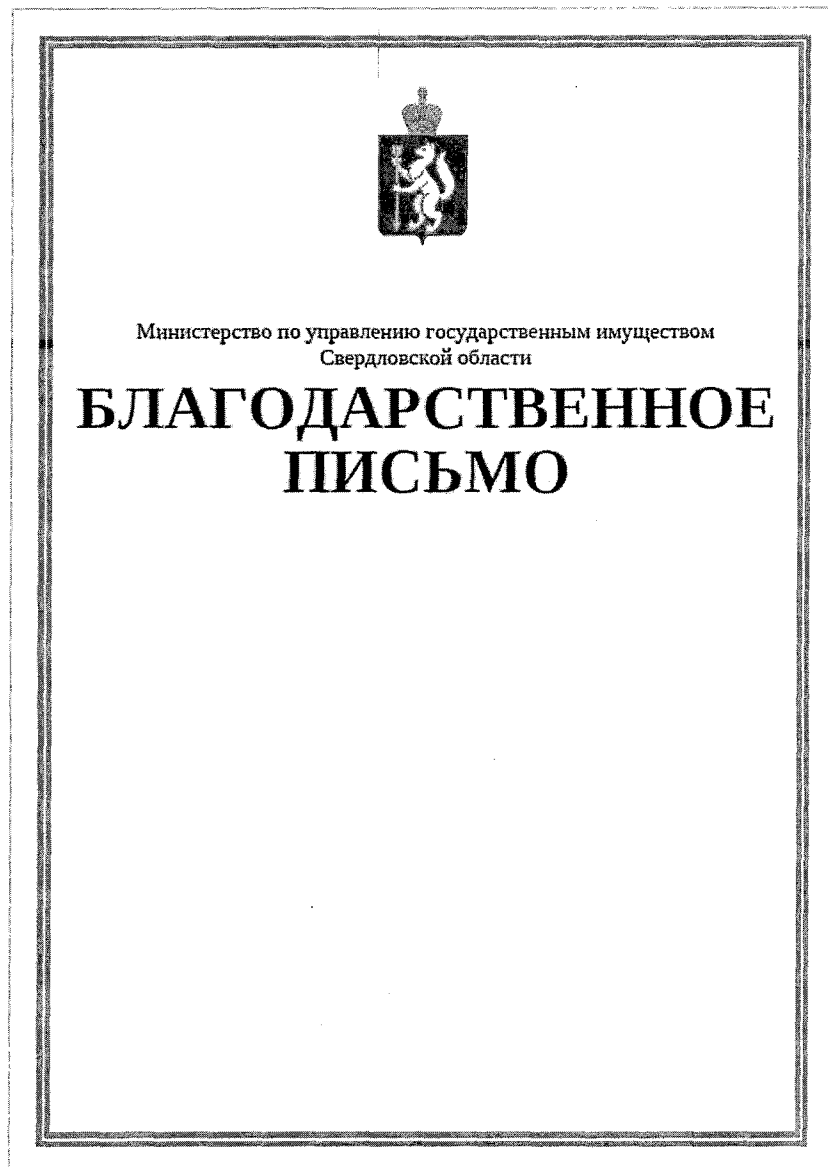 Министерство по управлению государственным имуществом
Свердловской области
БЛАГОДАРСТВЕННОЕ
ПИСЬМО